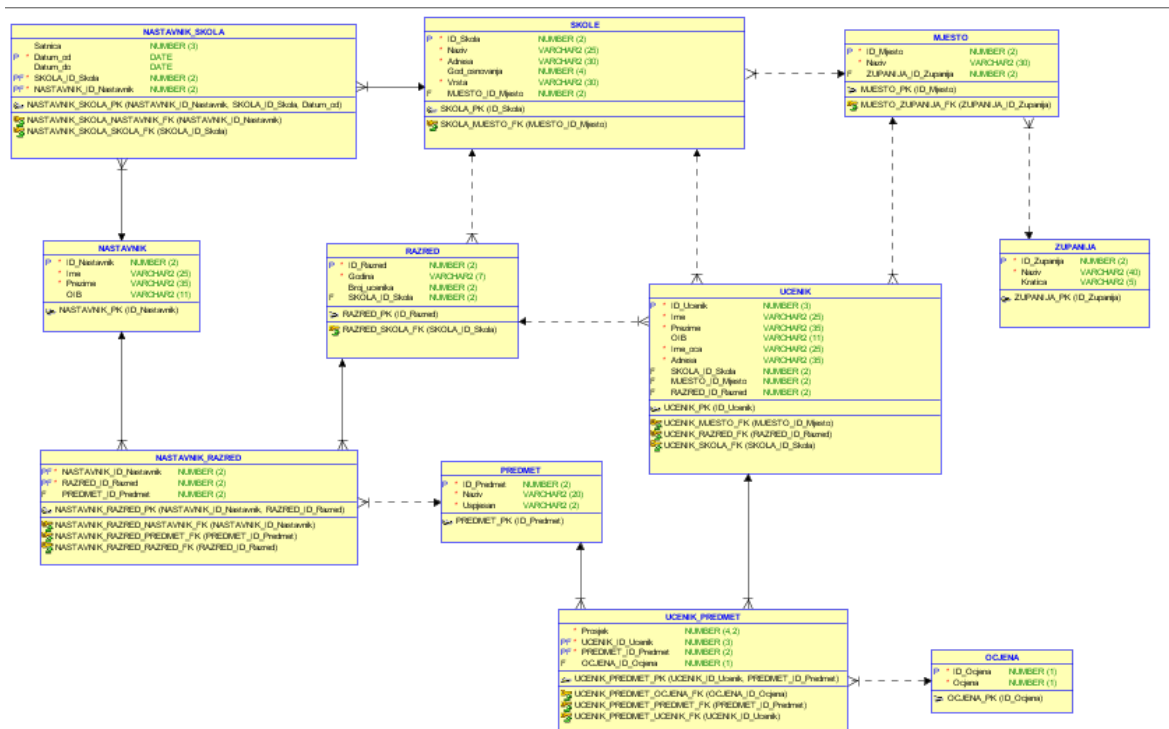 NASTAVNIK_SKOLA
Satnica NUMBER (3)
P * Datum_od DATE
Datum_do DATE
PF * SKOLA_ID_Skola NUMBER (2)
PF * NASTAVNIK_ID_Nastavnik NUMBER (2)
NASTAVNIK_SKOLA_PK (NASTAVNIK_ID_Nastavnik, SKOLA_ID_Skola, Datum_od)
NASTAVNIK_SKOLA_NASTAVNIK_FK (NASTAVNIK_ID_Nastavnik)
NASTAVNIK_SKOLA_SKOLA_FK (SKOLA_ID_Skola)
SKOLE
P * ID_Skola NUMBER (2)
* Naziv VARCHAR2 (25)
* Adresa VARCHAR2 (30)
God_osnovanja NUMBER (4)
* Vrsta VARCHAR2 (30)
F MJESTO_ID_Mjesto NUMBER (2)
SKOLA_PK (ID_Skola)
SKOLA_MJESTO_FK (MJESTO_ID_Mjesto)
MJESTO
P * ID_Mjesto NUMBER (2)
* Naziv VARCHAR2 (30)
F ZUPANIJA_ID_Zupanija NUMBER (2)
MJESTO_PK (ID_Mjesto)
MJESTO_ZUPANIJA_FK (ZUPANIJA_ID_Zupanija)
NASTAVNIK
P * ID_Nastavnik NUMBER (2)
* Ime VARCHAR2 (25)
* Prezime VARCHAR2 (35)
OIB VARCHAR2 (11)
NASTAVNIK_PK (ID_Nastavnik)
RAZRED
P * ID_Razred NUMBER (2)
* Godina VARCHAR2 (7)
Broj_ucenika NUMBER (2)
F SKOLA_ID_Skola NUMBER (2)
RAZRED_PK (ID_Razred)
RAZRED_SKOLA_FK (SKOLA_ID_Skola)
ZUPANIJA
P * ID_Zupanija NUMBER (2)
* Naziv VARCHAR2 (40)
Kratica VARCHAR2 (5)
ZUPANIJA_PK (ID_Zupanija)
UCENIK
P * ID_Ucenik NUMBER (3)
* Ime VARCHAR2 (25)
* Prezime VARCHAR2 (35)
OIB VARCHAR2 (11)
* Ime_oca VARCHAR2 (25)
* Adresa VARCHAR2 (35)
F SKOLA_ID_Skola NUMBER (2)
F MJESTO_ID_Mjesto NUMBER (2)
F RAZRED_ID_Razred NUMBER (2)
UCENIK_PK (ID_Ucenik)
UCENIK_MJESTO_FK (MJESTO_ID_Mjesto)
UCENIK_RAZRED_FK (RAZRED_ID_Razred)
UCENIK_SKOLA_FK (SKOLA_ID_Skola)
NASTAVNIK_RAZRED
PF * NASTAVNIK_ID_Nastavnik NUMBER (2)
PF * RAZRED_ID_Razred NUMBER (2)
F PREDMET_ID_Predmet NUMBER (2)
NASTAVNIK_RAZRED_PK (NASTAVNIK_ID_Nastavnik, RAZRED_ID_Razred)
NASTAVNIK_RAZRED_NASTAVNIK_FK (NASTAVNIK_ID_Nastavnik)
NASTAVNIK_RAZRED_PREDMET_FK (PREDMET_ID_Predmet)
NASTAVNIK_RAZRED_RAZRED_FK (RAZRED_ID_Razred)
PREDMET
P * ID_Predmet NUMBER (2)
* Naziv VARCHAR2 (20)
* Uspjesan VARCHAR2 (2)
PREDMET_PK (ID_Predmet)
UCENIK_PREDMET
* Prosjek NUMBER (4,2)
PF * UCENIK_ID_Ucenik NUMBER (3)
PF * PREDMET_ID_Predmet NUMBER (2)
F OCJENA_ID_Ocjena NUMBER (1)
UCENIK_PREDMET_PK (UCENIK_ID_Ucenik, PREDMET_ID_Predmet)
UCENIK_PREDMET_OCJENA_FK (OCJENA_ID_Ocjena)
UCENIK_PREDMET_PREDMET_FK (PREDMET_ID_Predmet)
UCENIK_PREDMET_UCENIK_FK (UCENIK_ID_Ucenik)
OCJENA
P * ID_Ocjena NUMBER (1)
* Ocjena NUMBER (1)
OCJENA_PK (ID_Ocjena)